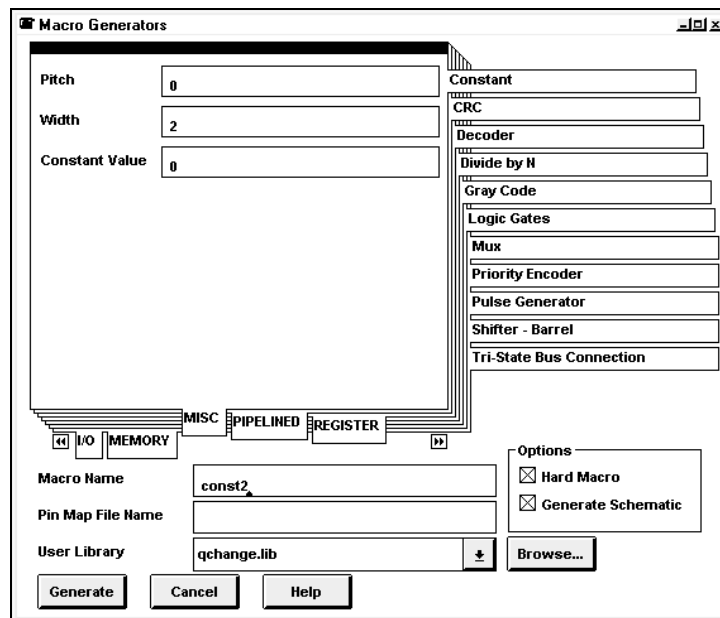 Macro Generators
Pitch 0
Width 2
Constant Value 0
Constant
CRC
Decoder
Divide by N
Gray Code
Logic Gates
Mux
Priority Encoder
Pulse Generator
Shifter - Barrel
Tri-State Bus Connection
I/O MEMORY MISC PIPELINED REGISTER
Macro Name const2
Pin Map File Name
User Library qchange.lib Browse...
Options
Hard Macro
Generate Schematic
Generate Cancel Help